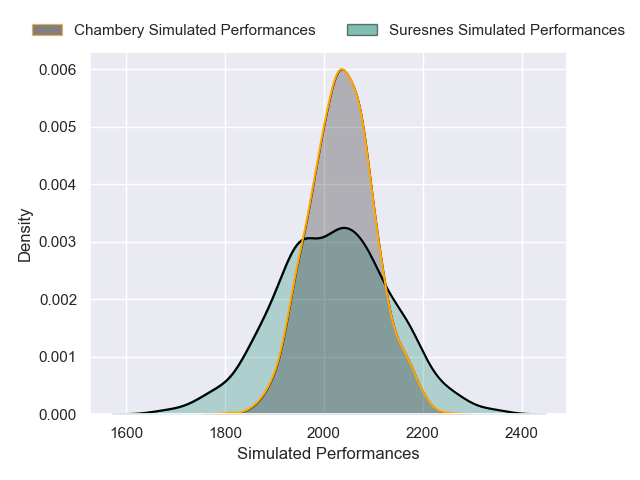 Chambery Simulated Performances Suresnes Simulated Performances
0.006
0.005
0.004
0.003
0.002
0.001
0.000
Density
1600 1800 2000 2200 2400
Simulated Performances